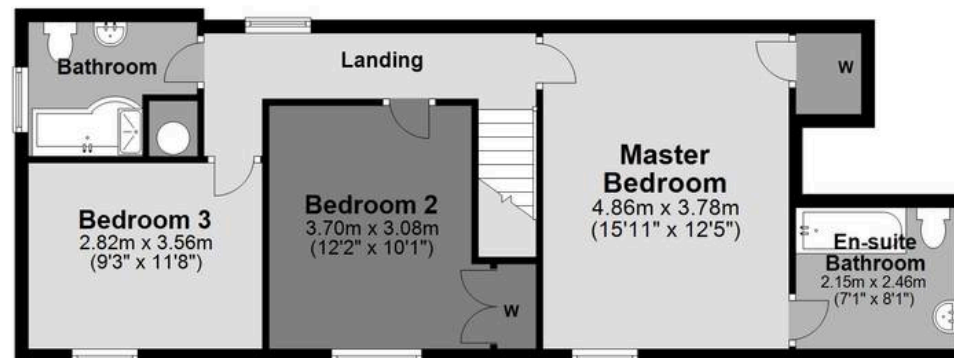 Bathroom
Landing
W
Master
Bedroom
4.86m x 3.78m
(15'11" x 12'5")
Bedroom 2
3.70m x 3.08m
(12'2" x 10'1")
Bedroom 3
2.82m x 3.56m
(9'3" x 11'8")
W
En-suite
Bathroom
2.15m x 2.46m
(7'1" x 8'1")